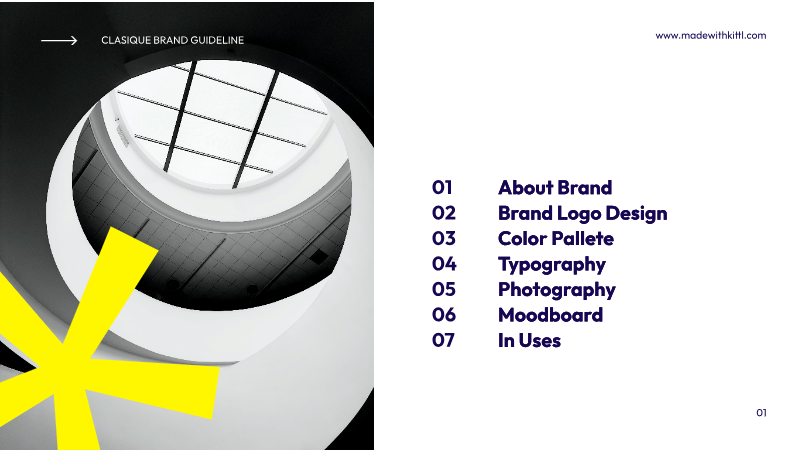 CLASIQUE BRAND GUIDELINE
www.madewithkittl.com
01 About Brand
02 Brand Logo Design
03 Color Pallete
04 Typography
05 Photography
06 Moodboard
07 In Uses
01